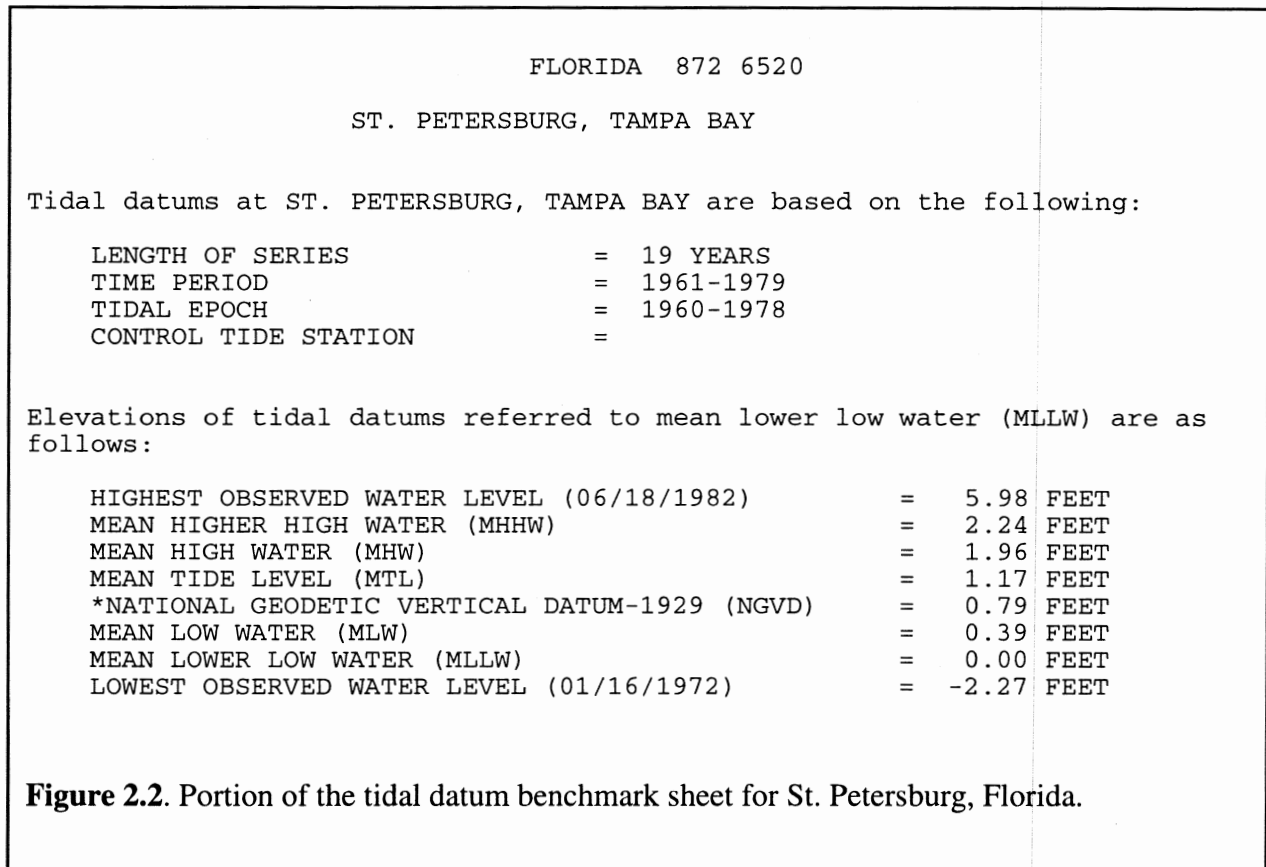 FLORIDA 872 6520
ST. PETERSBURG, TAMPA BAY
Tidal datums at ST. PETERSBURG, TAMPA BAY are based on the following:
LENGTH OF SERIES = 19 YEARS
TIME PERIOD = 1961-1979
TIDAL EPOCH = 1960-1978
CONTROL TIDE STATION =
Elevations of tidal datums referred to mean lower low water (MLLW) are as
follows:
HIGHEST OBSERVED WATER LEVEL (06/18/1982) = 5.98 FEET
MEAN HIGHER HIGH WATER (MHHW) = 2.24 FEET
MEAN HIGH WATER (MHW) = 1.96 FEET
MEAN TIDE LEVEL (MTL) = 1.17 FEET
*NATIONAL GEODETIC VERTICAL DATUM-1929 (NGVD) = 0.79 FEET
MEAN LOW WATER (MLW) = 0.39 FEET
MEAN LOWER LOW WATER (MLLW) = 0.00 FEET
LOWEST OBSERVED WATER LEVEL (01/16/1972) = -2.27 FEET
Figure 2.2. Portion of the tidal datum benchmark sheet for St. Petersburg, Florida.